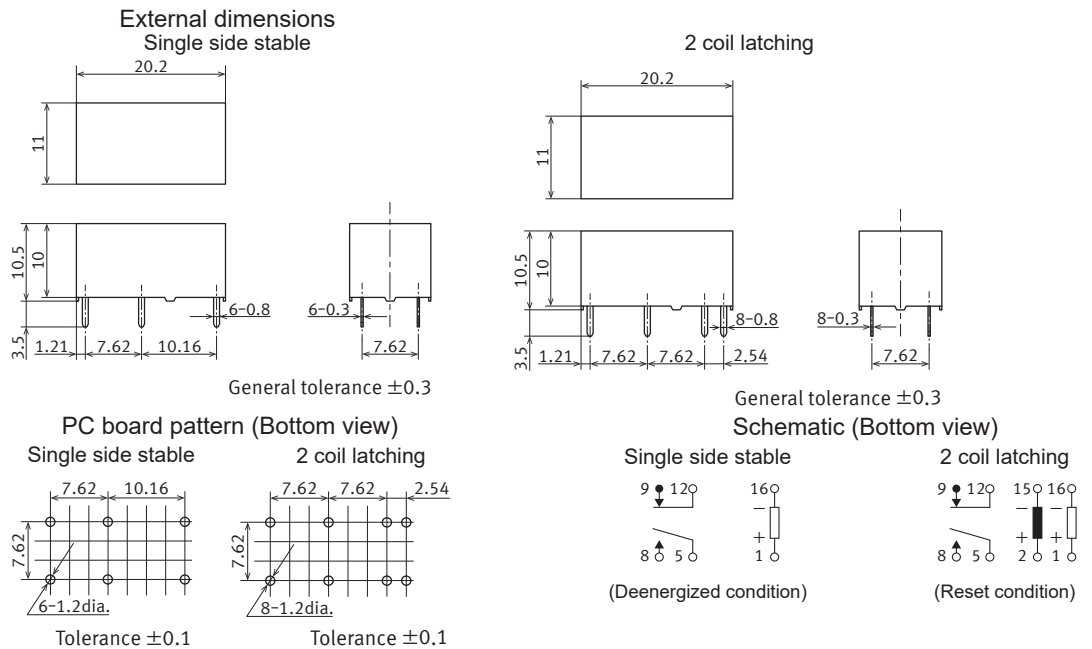 External dimensions
Single side stable
2 coil latching
20.2
11
10.5
10
3.5
1.21
7.62
10.16
6-0.8
6-0.3
7.62
General tolerance ±0.3
20.2
11
10.5
10
3.5
1.21
7.62
7.62
2.54
8-0.8
8-0.3
7.62
General tolerance ±0.3
PC board pattern (Bottom view)
Single side stable
2 coil latching
7.62
10.16
7.62
6-1.2dia.
Tolerance ±0.1
7.62
7.62
2.54
7.62
8-1.2dia.
Tolerance ±0.1
Schematic (Bottom view)
Single side stable
2 coil latching
9 12 16
− +
8 5 1
(Deenergized condition)
9 12 15 16
− − + +
8 5 2 1
(Reset condition)